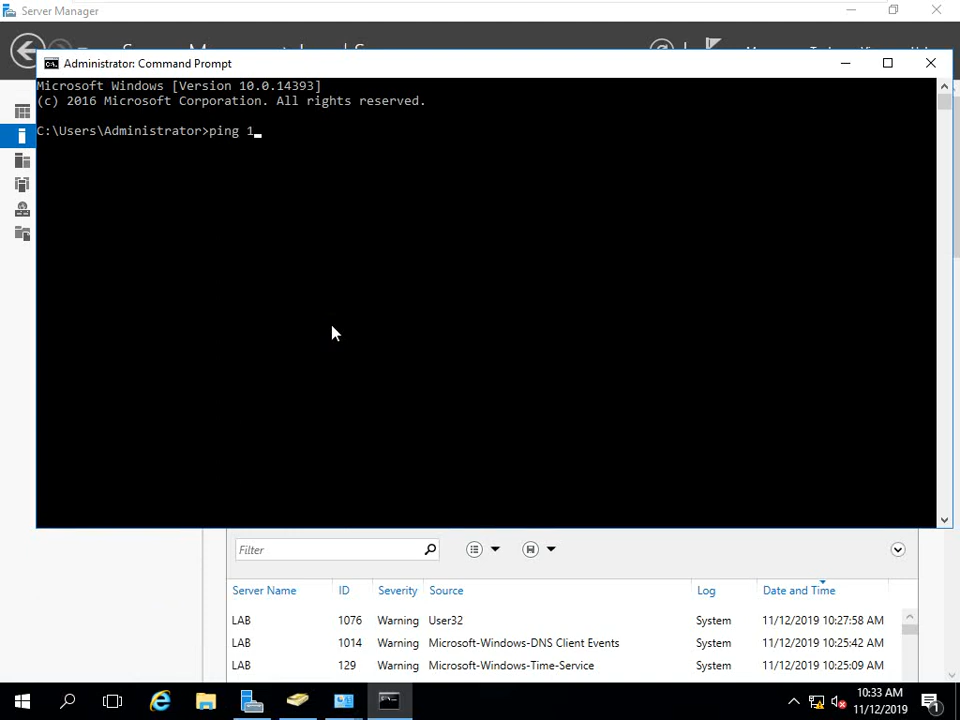 Server Manager
Administrator: Command Prompt
Microsoft Windows [Version 10.0.14393]
(c) 2016 Microsoft Corporation. All rights reserved.
C:\Users\Administrator>ping 1_
Filter
Server Name ID Severity Source Log Date and Time
LAB 1076 Warning User32 System 11/12/2019 10:27:58 AM
LAB 1014 Warning Microsoft-Windows-DNS Client Events System 11/12/2019 10:25:42 AM
LAB 129 Warning Microsoft-Windows-Time-Service System 11/12/2019 10:25:09 AM
10:33 AM
11/12/2019
1